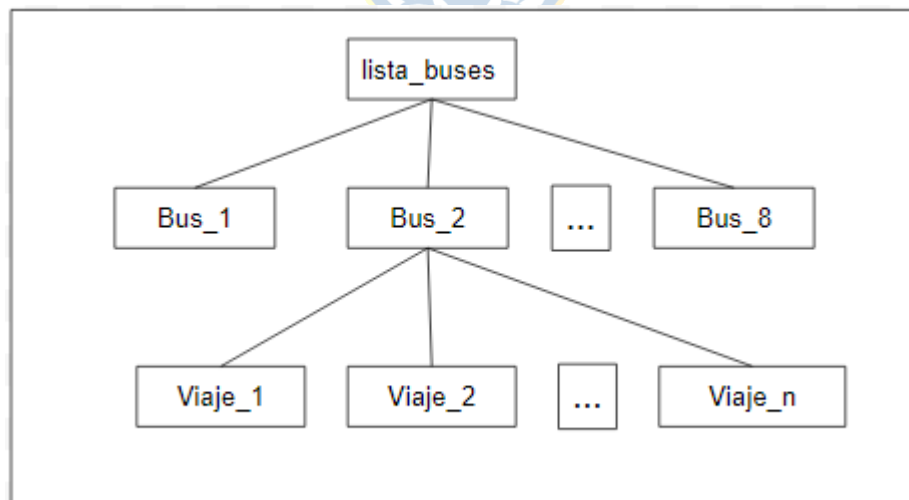 lista_buses
Bus_1
Bus_2
...
Bus_8
Viaje_1
Viaje_2
...
Viaje_n